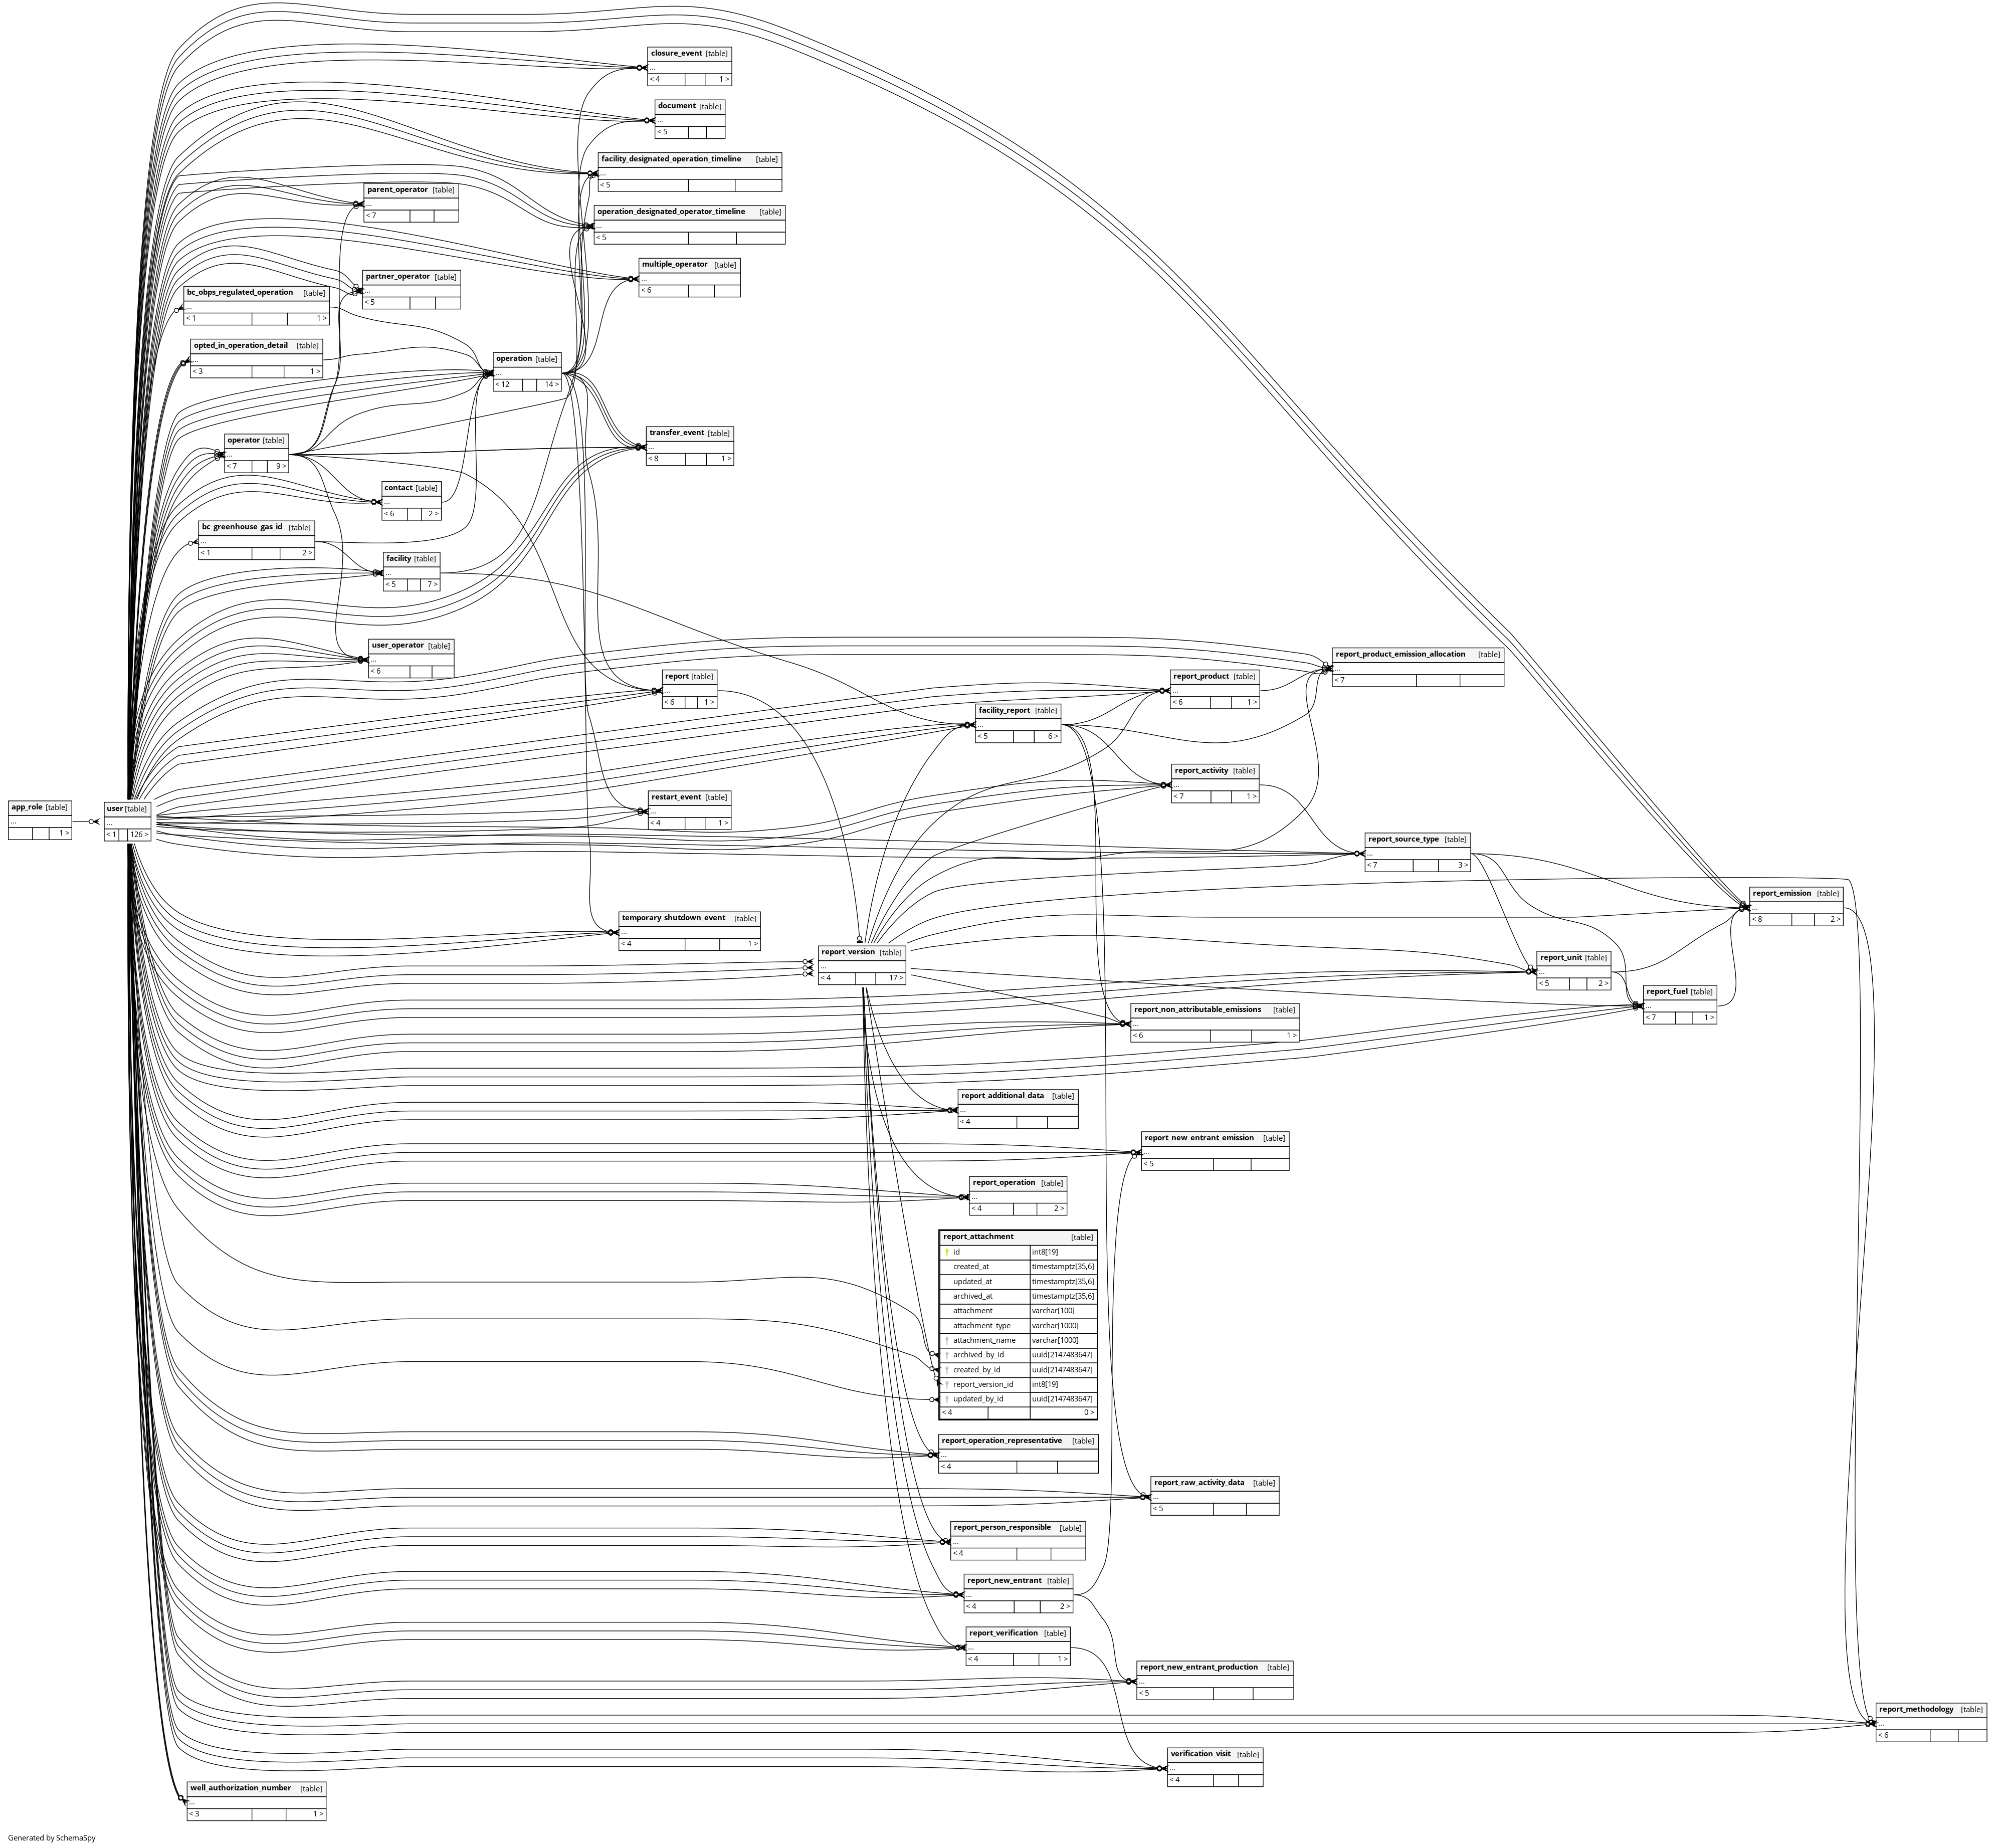 closure_event [table]
...
< 4 1 >
document [table]
...
< 5
facility_designated_operation_timeline [table]
...
< 5
parent_operator [table]
...
< 7
operation_designated_operator_timeline [table]
...
< 5
multiple_operator [table]
...
< 6
partner_operator [table]
...
< 5
bc_obps_regulated_operation [table]
...
< 1 1 >
opted_in_operation_detail [table]
...
< 3 1 >
operation [table]
...
< 12 14 >
transfer_event [table]
...
< 8 1 >
operator [table]
...
< 7 9 >
contact [table]
...
< 6 2 >
bc_greenhouse_gas_id [table]
...
< 1 2 >
facility [table]
...
< 5 7 >
user_operator [table]
...
< 6
report_product_emission_allocation [table]
...
< 7
report [table]
...
< 6 1 >
report_product [table]
...
< 6 1 >
facility_report [table]
...
< 5 6 >
report_activity [table]
...
< 7 1 >
restart_event [table]
...
< 4 1 >
app_role [table]
...
1 >
user [table]
...
< 1 126 >
report_source_type [table]
...
< 7 3 >
report_emission [table]
...
< 8 2 >
temporary_shutdown_event [table]
...
< 4 1 >
report_version [table]
...
< 4 17 >
report_unit [table]
...
< 5 2 >
report_fuel [table]
...
< 7 1 >
report_non_attributable_emissions [table]
...
< 6 1 >
report_additional_data [table]
...
< 4
report_new_entrant_emission [table]
...
< 5
report_operation [table]
...
< 4 2 >
report_attachment [table]
id int8[19]
created_at timestamptz[35,6]
updated_at timestamptz[35,6]
archived_at timestamptz[35,6]
attachment varchar[100]
attachment_type varchar[1000]
attachment_name varchar[1000]
archived_by_id uuid[2147483647]
created_by_id uuid[2147483647]
report_version_id int8[19]
updated_by_id uuid[2147483647]
< 4 0 >
report_operation_representative [table]
...
< 4
report_raw_activity_data [table]
...
< 5
report_person_responsible [table]
...
< 4
report_new_entrant [table]
...
< 4 2 >
report_verification [table]
...
< 4 1 >
report_new_entrant_production [table]
...
< 5
report_methodology [table]
...
< 6
verification_visit [table]
...
< 4
well_authorization_number [table]
...
< 3 1 >
Generated by SchemaSpy